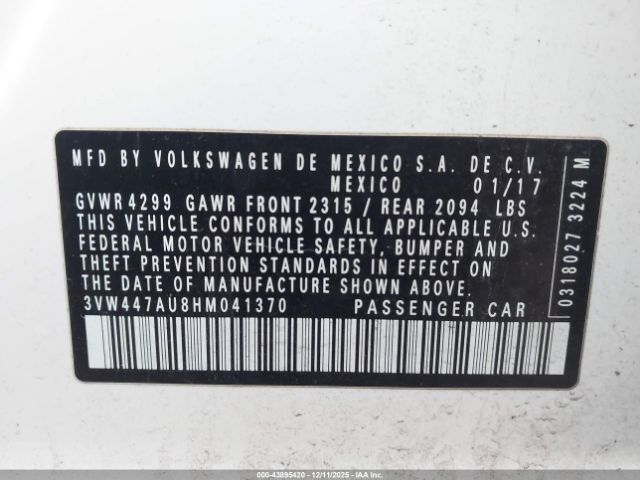 MFD BY VOLKSWAGEN DE MEXICO S.A. DE C.V.
MEXICO 01/17
GVWR 4299 GAWR FRONT 2315 / REAR 2094 LBS
THIS VEHICLE CONFORMS TO ALL APPLICABLE U.S.
FEDERAL MOTOR VEHICLE SAFETY, BUMPER AND
THEFT PREVENTION STANDARDS IN EFFECT ON
THE DATE OF MANUFACTURE SHOWN ABOVE.
3VW447AU8HM041370 PASSENGER CAR
0318027 3224 M
000-43895420 - 12/11/2025 - IAAI.COM